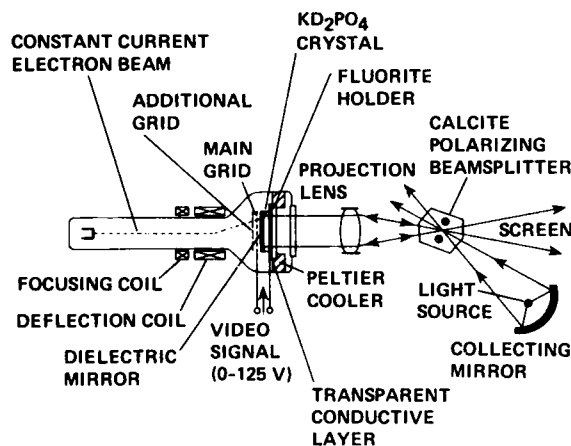 CONSTANT CURRENT
ELECTRON BEAM
KD₂PO₄
CRYSTAL
FLUORITE
HOLDER
ADDITIONAL
GRID
MAIN
GRID
PROJECTION
LENS
CALCITE
POLARIZING
BEAMSPLITTER
SCREEN
FOCUSING COIL
DEFLECTION COIL
DIELECTRIC
MIRROR
VIDEO
SIGNAL
(0-125 V)
PELTIER
COOLER
TRANSPARENT
CONDUCTIVE
LAYER
LIGHT
SOURCE
COLLECTING
MIRROR